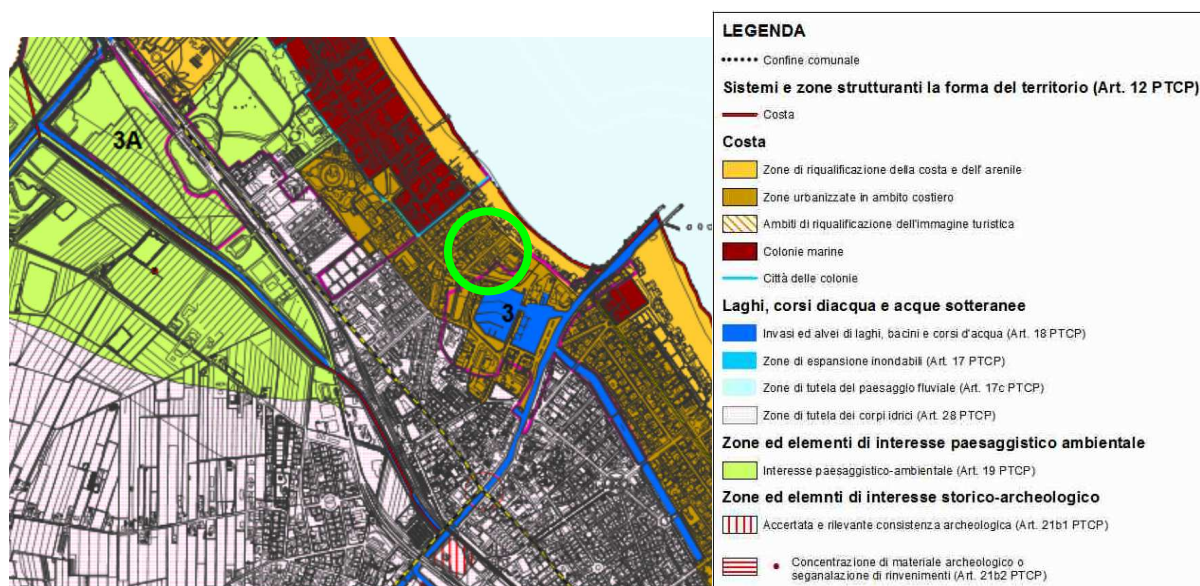 3A
3
LEGENDA
Confine comunale
Sistemi e zone strutturanti la forma del territorio (Art. 12 PTCP)
Costa
Costa
Zone di riqualificazione della costa e dell' arenile
Zone urbanizzate in ambito costiero
Ambiti di riqualificazione dell'immagine turistica
Colonie marine
Città delle colonie
Laghi, corsi diacqua e acque sotteranee
Invasi ed alvei di laghi, bacini e corsi d'acqua (Art. 18 PTCP)
Zone di espansione inondabili (Art. 17 PTCP)
Zone di tutela del paesaggio fluviale (Art. 17c PTCP)
Zone di tutela dei corpi idrici (Art. 28 PTCP)
Zone ed elementi di interesse paesaggistico ambientale
Interesse paesaggistico-ambientale (Art. 19 PTCP)
Zone ed elemnti di interesse storico-archeologico
Accertata e rilevante consistenza archeologica (Art. 21b1 PTCP)
Concentrazione di materiale archeologico o
seganalazione di rinvenimenti (Art. 21b2 PTCP)